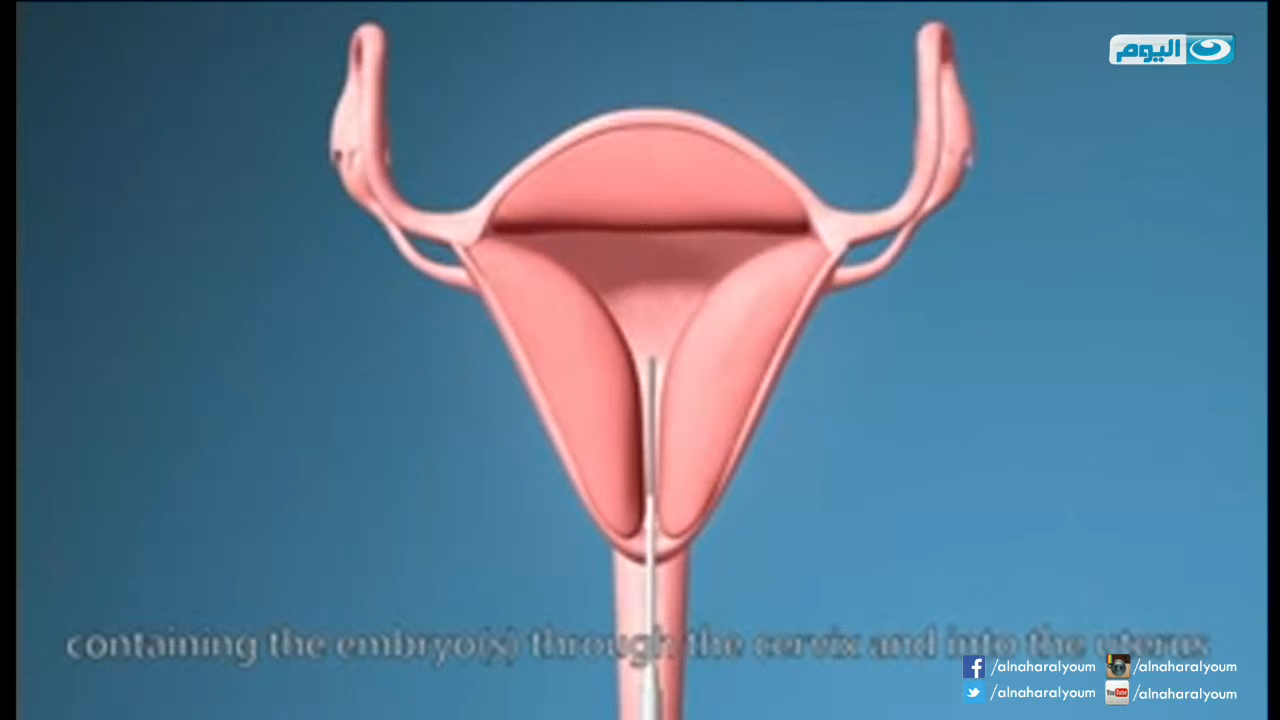 اليوم
containing the embryo(s) through the cervix and into the uterus
/alnaharalyoum /alnaharalyoum
/alnaharalyoum /alnaharalyoum